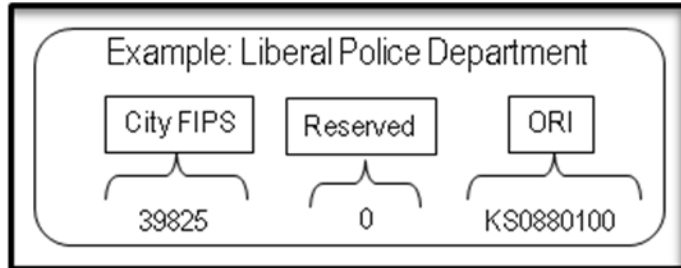 Example: Liberal Police Department
City FIPS Reserved ORI
39825 0 KS0880100